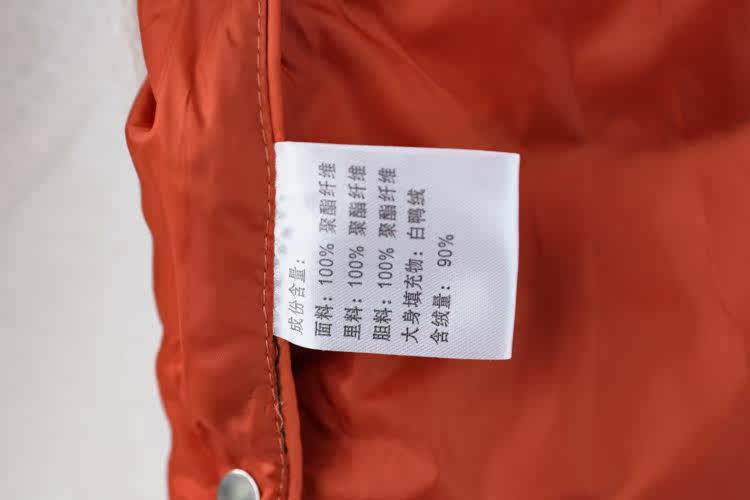 成份含量:
面料: 100% 聚酯纤维
里料: 100% 聚酯纤维
胆料: 100% 聚酯纤维
大身填充物: 白鸭绒
含绒量: 90%